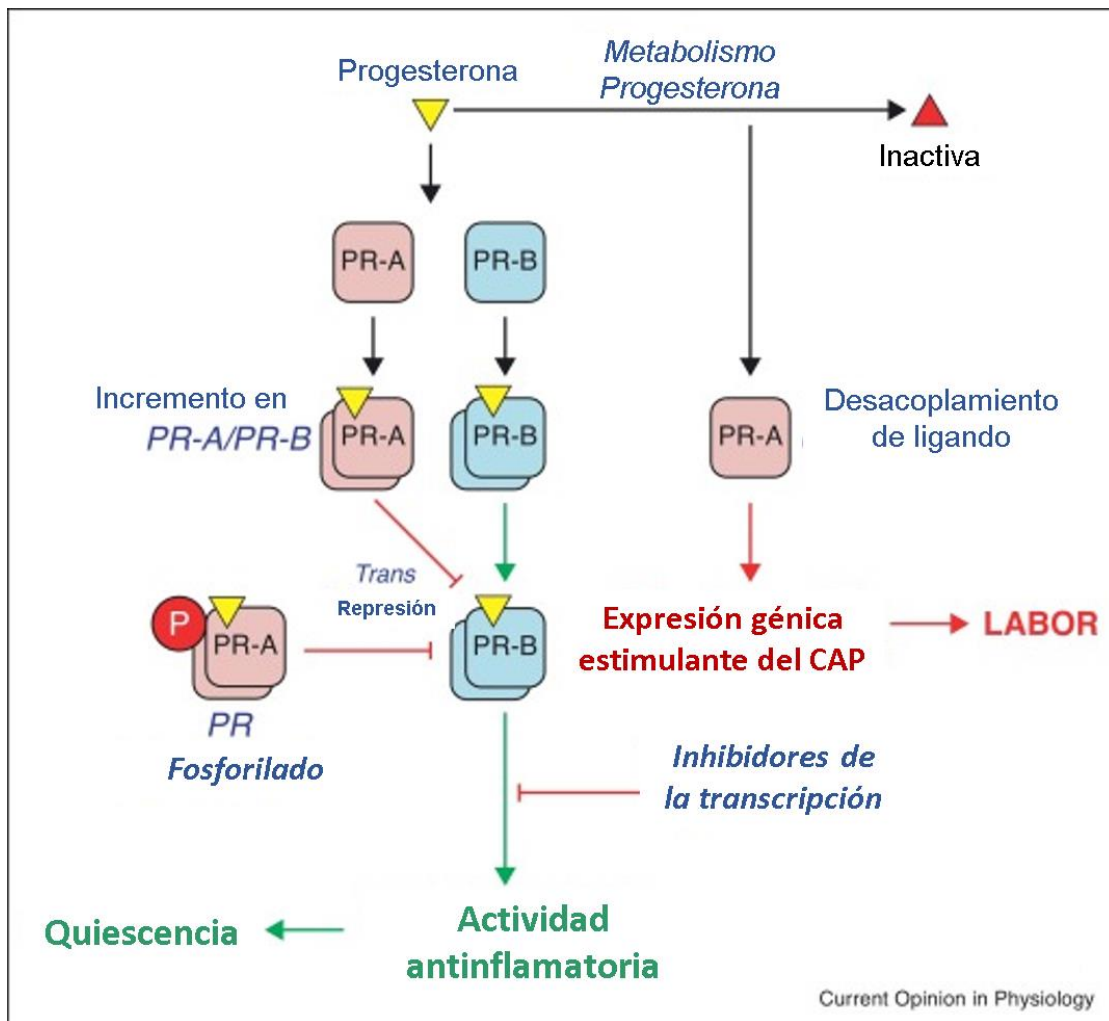 Progesterona
Metabolismo
Progesterona
Inactiva
PR-A
PR-B
Incremento en
PR-A/PR-B
PR-A
PR-B
PR-A
Desacoplamiento
de ligando
Trans
Represión
P
PR-A
PR-B
PR
Fosforilado
Expresión génica
estimulante del CAP
LABOR
Inhibidores de
la transcripción
Quiescencia
Actividad
antinflamatoria
Current Opinion in Physiology